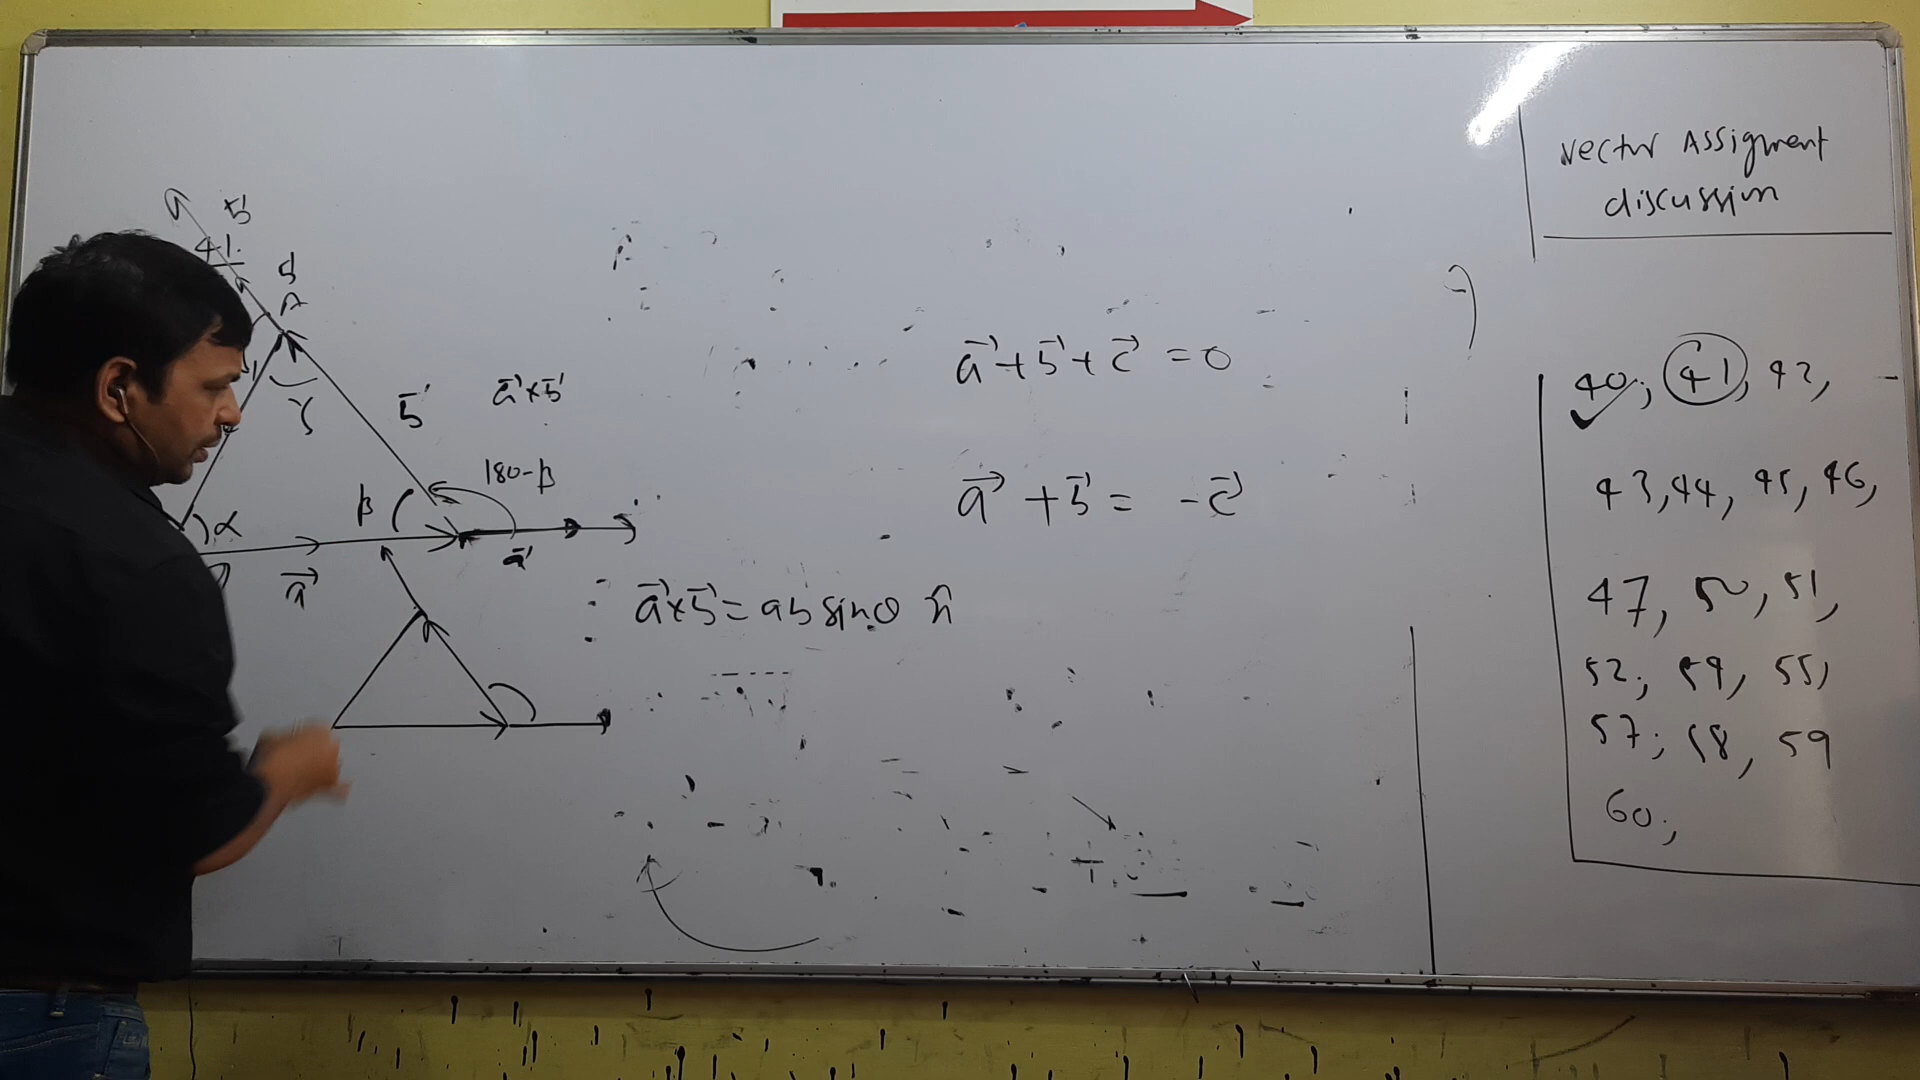 b⃗
41.
b⃗
A
γ
b⃗
a⃗×b⃗
180-β
β
α
a⃗
a⃗
a⃗+b⃗+c⃗ = 0
a⃗ + b⃗ = -c⃗
a⃗×b⃗ = ab sinθ n̂
Vector Assigment
discussion
40, 41, 42,
43, 44, 45, 46,
47, 50, 51,
52, 54, 55,
57, 58, 59
60,